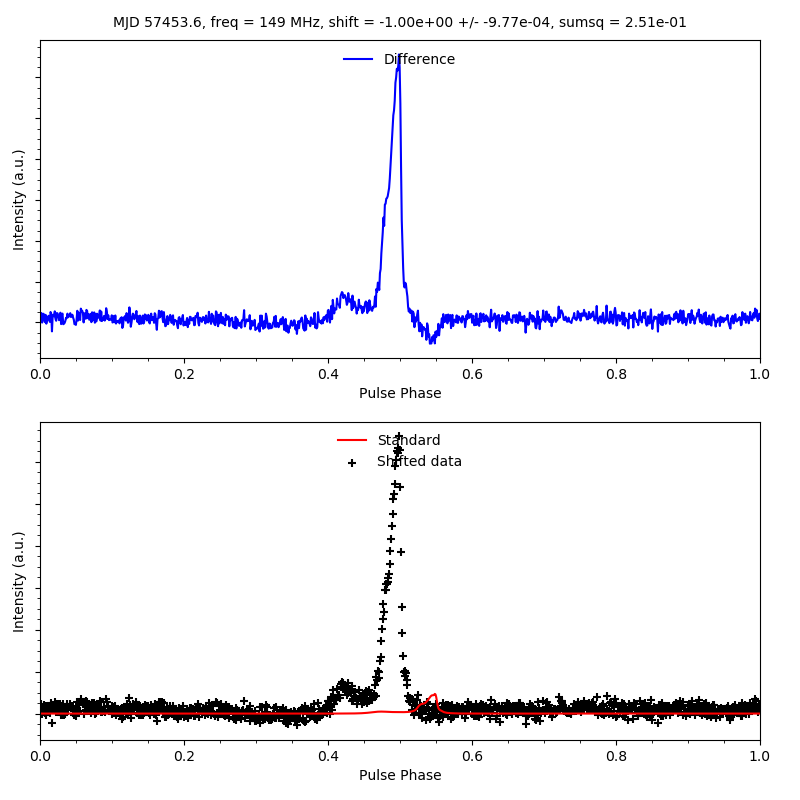 MJD 57453.6, freq = 149 MHz, shift = -1.00e+00 +/- -9.77e-04, sumsq = 2.51e-01
Difference
Intensity (a.u.)
0.0 0.2 0.4 0.6 0.8 1.0
Pulse Phase
Standard
Shifted data
Intensity (a.u.)
0.0 0.2 0.4 0.6 0.8 1.0
Pulse Phase